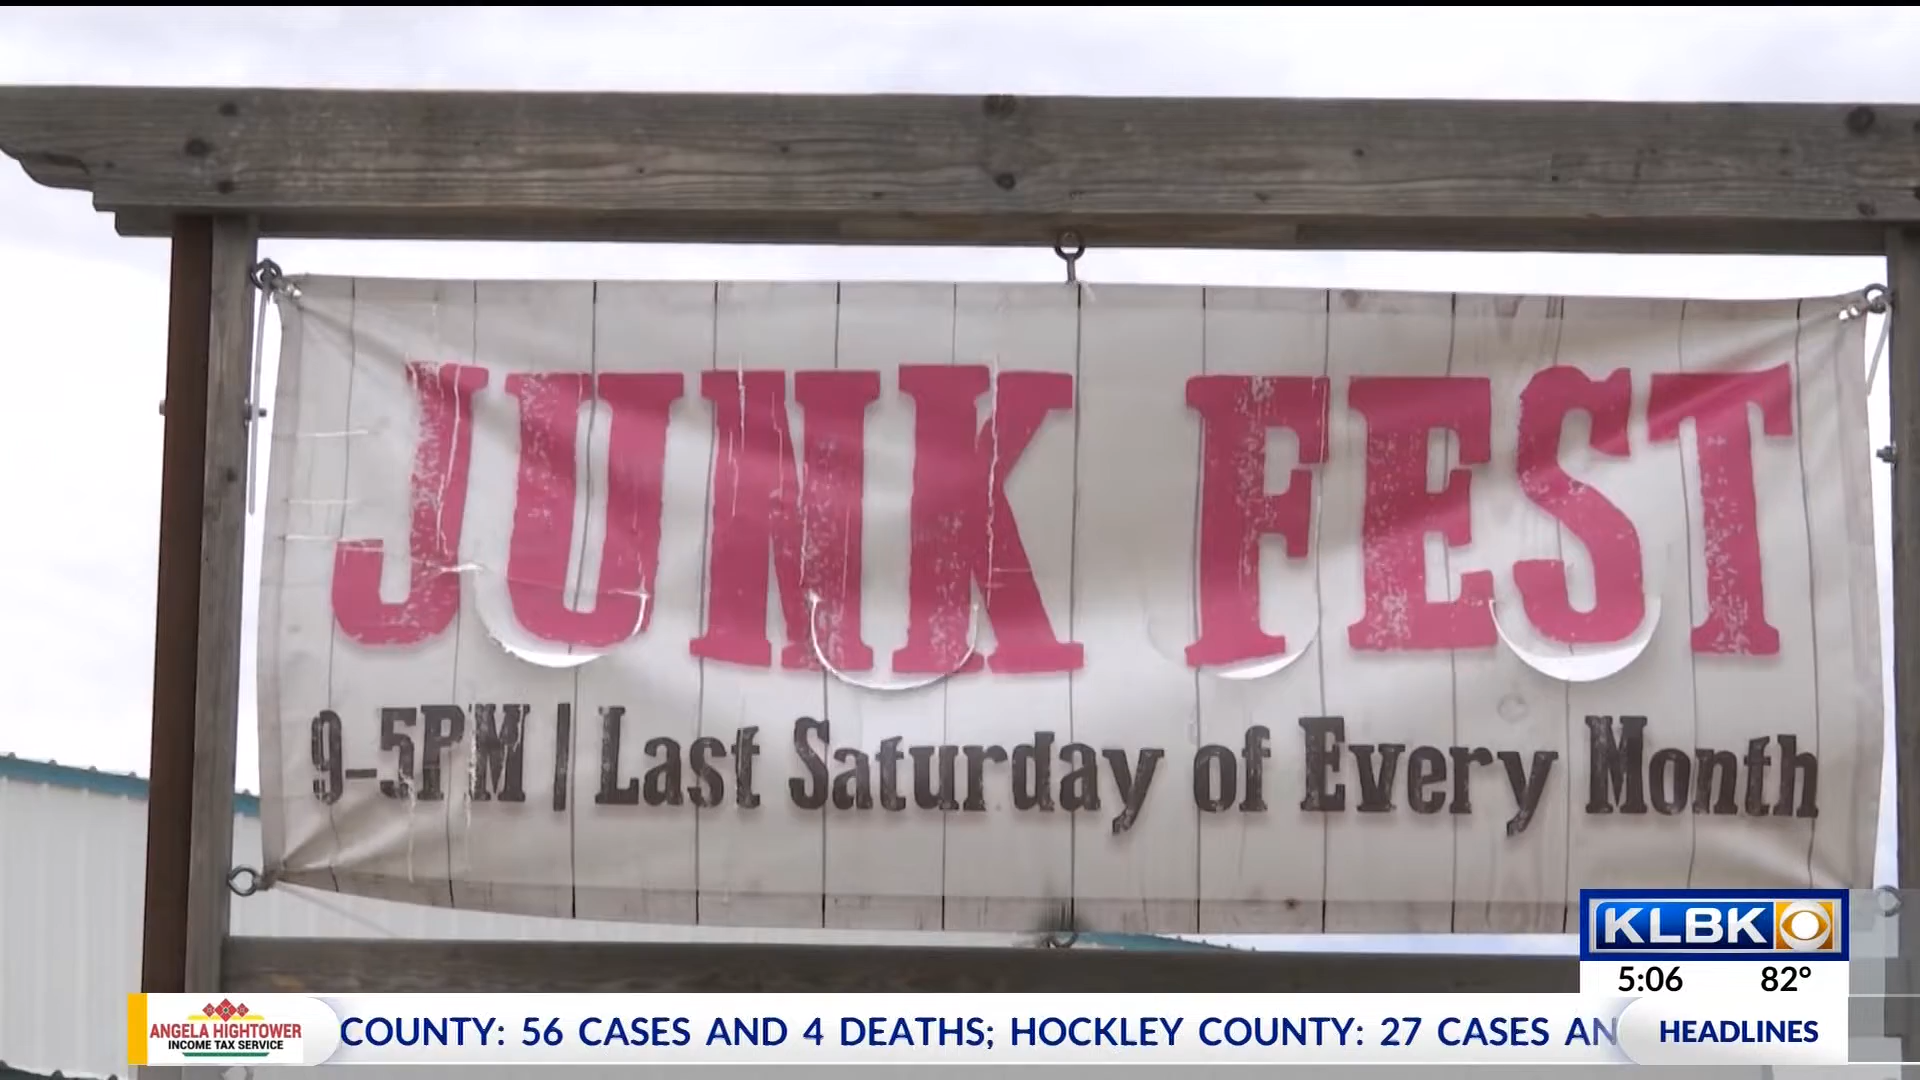 JUNK FEST
9-5PM | Last Saturday of Every Month
KLBK
5:06 82°
ANGELA HIGHTOWER
INCOME TAX SERVICE
COUNTY: 56 CASES AND 4 DEATHS; HOCKLEY COUNTY: 27 CASES AN
HEADLINES